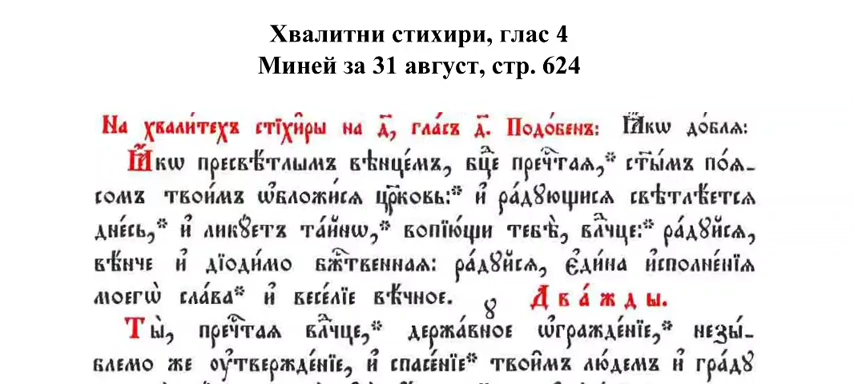 Хвалитни стихири, глас 4
Миней за 31 август, стр. 624
На хвали́техъ стїхи̑ры на д҃, гла́съ д҃. Подо́бенъ: Ꙗ҆́кѡ до́блѧ:
Ꙗ҆́кѡ пресвѣ́тлымъ вѣнце́мъ, бц҃е пречⷭ҇таѧ,* ст҃ы́мъ по́ѧ-
сомъ твои́мъ ѡ҆бложи́сѧ цр҃ковь:* и҆ ра́дꙋющисѧ свѣтлѣ́етсѧ
дне́сь,* и҆ ликꙋ́етъ та́йнѡ,* вопїю́щи тебѣ̀, влⷣчце:* ра́дꙋйсѧ,
вѣ́нче и҆ дїоди́мо бжⷭ҇твеннаѧ: ра́дꙋйсѧ, є҆ди́на и҆сполне́нїѧ
моегѡ̀ сла́ва* и҆ весе́лїе вѣ́чное. Два́жды.
Ты̀, пречⷭ҇таѧ влⷣчце,* держа́вное ѡ҆гражде́нїе,* незы́-
блемо же ᲂу҆твержде́нїе, и҆ спасе́нїе* твои̑мъ лю́демъ и҆ гра́дꙋ